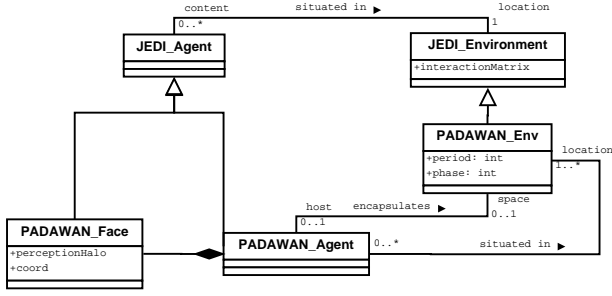 content situated in ▶ location
0..* 1
JEDI_Agent
JEDI_Environment
+interactionMatrix
PADAWAN_Env
+period: int
+phase: int
location
1..*
host encapsulates ▶ space
0..1 0..1
PADAWAN_Face
+perceptionHalo
+coord
PADAWAN_Agent
0..* situated in ▶